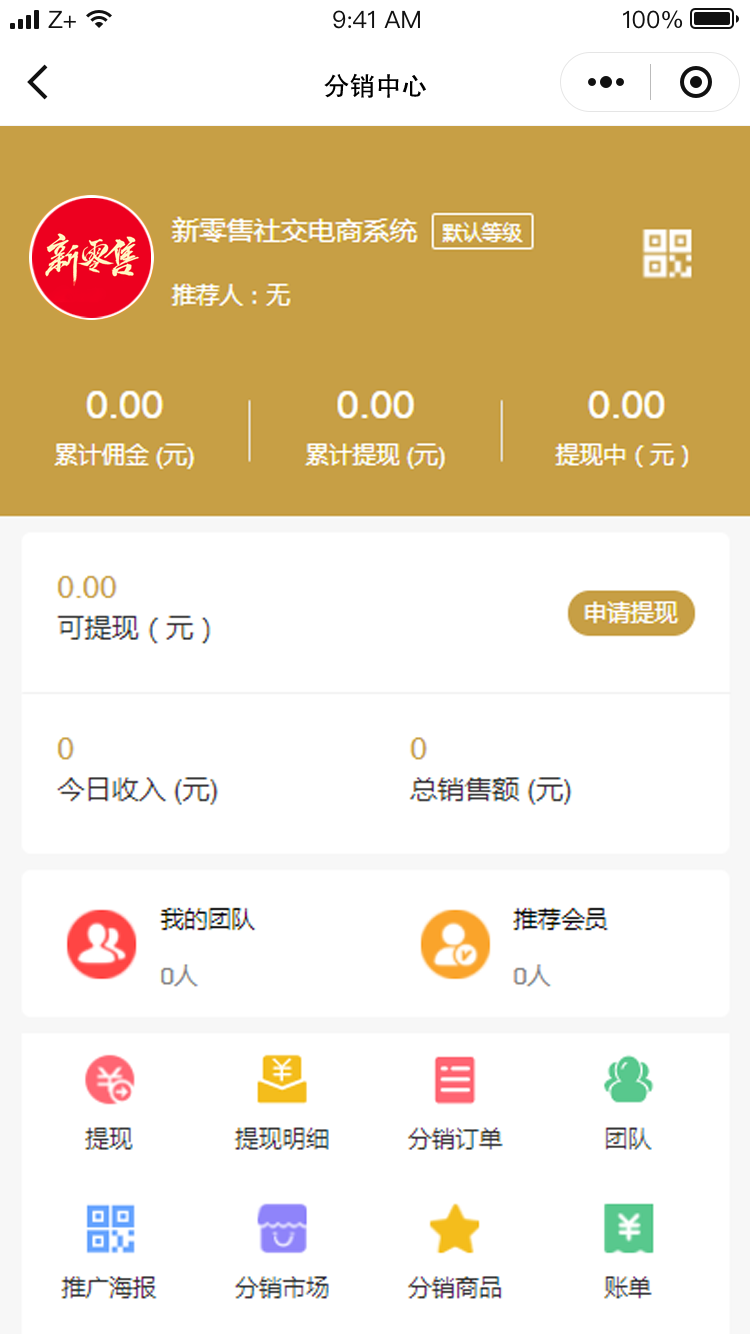 Z+ 9:41 AM 100%
分销中心
新零售
新零售社交电商系统 默认等级
推荐人：无
0.00 0.00 0.00
累计佣金 (元) 累计提现 (元) 提现中（元）
0.00
可提现（元）
申请提现
0 0
今日收入 (元) 总销售额 (元)
我的团队 推荐会员
0人 0人
提现 提现明细 分销订单 团队
推广海报 分销市场 分销商品 账单